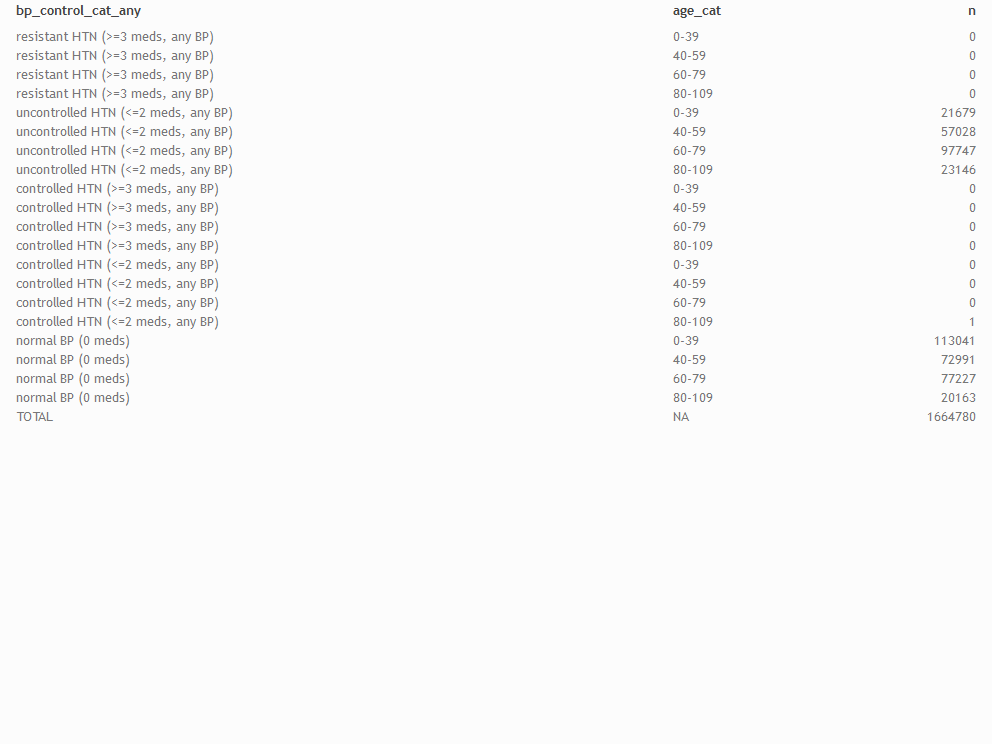 bp_control_cat_any age_cat n
resistant HTN (>=3 meds, any BP) 0-39 0
resistant HTN (>=3 meds, any BP) 40-59 0
resistant HTN (>=3 meds, any BP) 60-79 0
resistant HTN (>=3 meds, any BP) 80-109 0
uncontrolled HTN (<=2 meds, any BP) 0-39 21679
uncontrolled HTN (<=2 meds, any BP) 40-59 57028
uncontrolled HTN (<=2 meds, any BP) 60-79 97747
uncontrolled HTN (<=2 meds, any BP) 80-109 23146
controlled HTN (>=3 meds, any BP) 0-39 0
controlled HTN (>=3 meds, any BP) 40-59 0
controlled HTN (>=3 meds, any BP) 60-79 0
controlled HTN (>=3 meds, any BP) 80-109 0
controlled HTN (<=2 meds, any BP) 0-39 0
controlled HTN (<=2 meds, any BP) 40-59 0
controlled HTN (<=2 meds, any BP) 60-79 0
controlled HTN (<=2 meds, any BP) 80-109 1
normal BP (0 meds) 0-39 113041
normal BP (0 meds) 40-59 72991
normal BP (0 meds) 60-79 77227
normal BP (0 meds) 80-109 20163
TOTAL NA 1664780